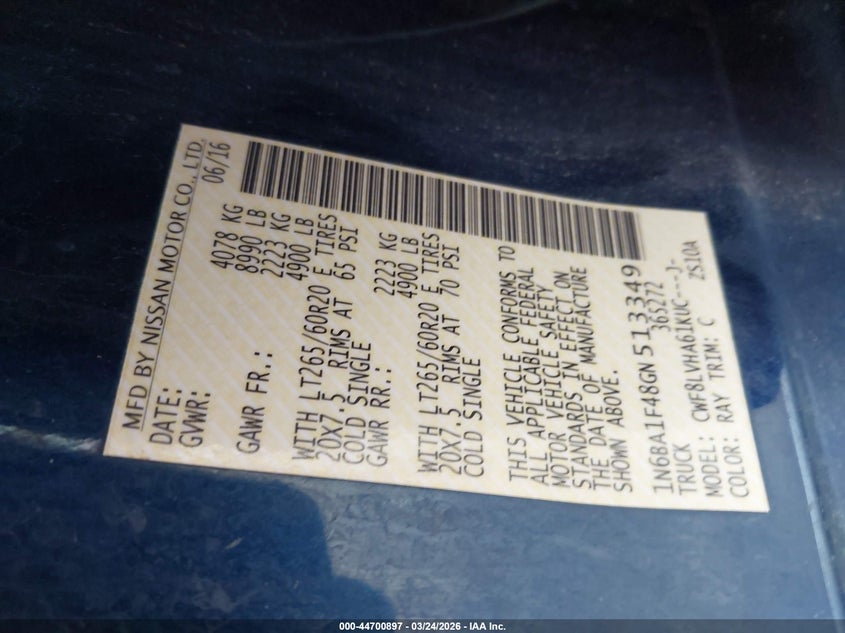 MFD BY NISSAN MOTOR CO., LTD.
DATE: 06/16
GVWR: 4078 KG
8990 LB
GAWR FR.: 2223 KG
4900 LB
WITH LT265/60R20 E TIRES
20X7.5 RIMS AT 65 PSI
COLD SINGLE
GAWR RR.: 2223 KG
4900 LB
WITH LT265/60R20 E TIRES
20X7.5 RIMS AT 70 PSI
COLD SINGLE
THIS VEHICLE CONFORMS TO
ALL APPLICABLE FEDERAL
MOTOR VEHICLE SAFETY
STANDARDS IN EFFECT ON
THE DATE OF MANUFACTURE
SHOWN ABOVE.
1N6BA1F48GN513349
TRUCK 365272
MODEL: CWF8LVHA61KUC---J-
COLOR: RAY TRIM: C ZS10A
000-44700897 - 03/24/2026 - IAA Inc.